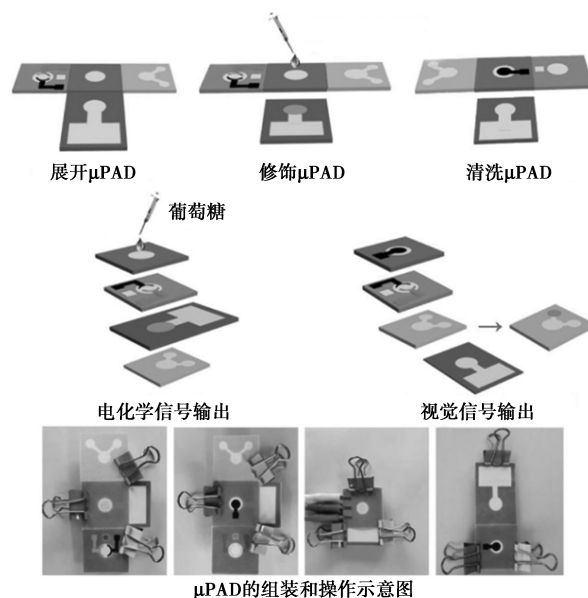 展开μPAD
修饰μPAD
清洗μPAD
葡萄糖
电化学信号输出
视觉信号输出
μPAD的组装和操作示意图